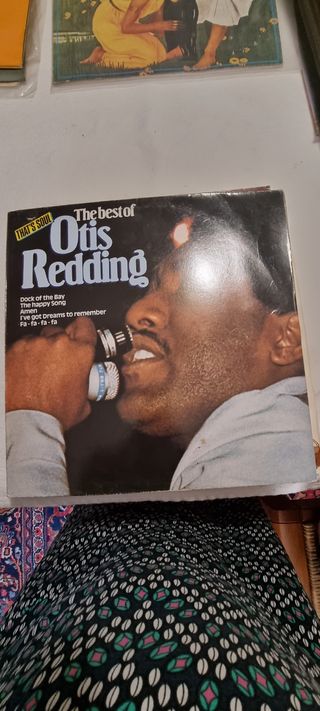 THAT'S SOUL
The best of
Otis
Redding
Dock of the Bay
The happy Song
Amen
I've got Dreams to remember
Fa-fa-fa-fa